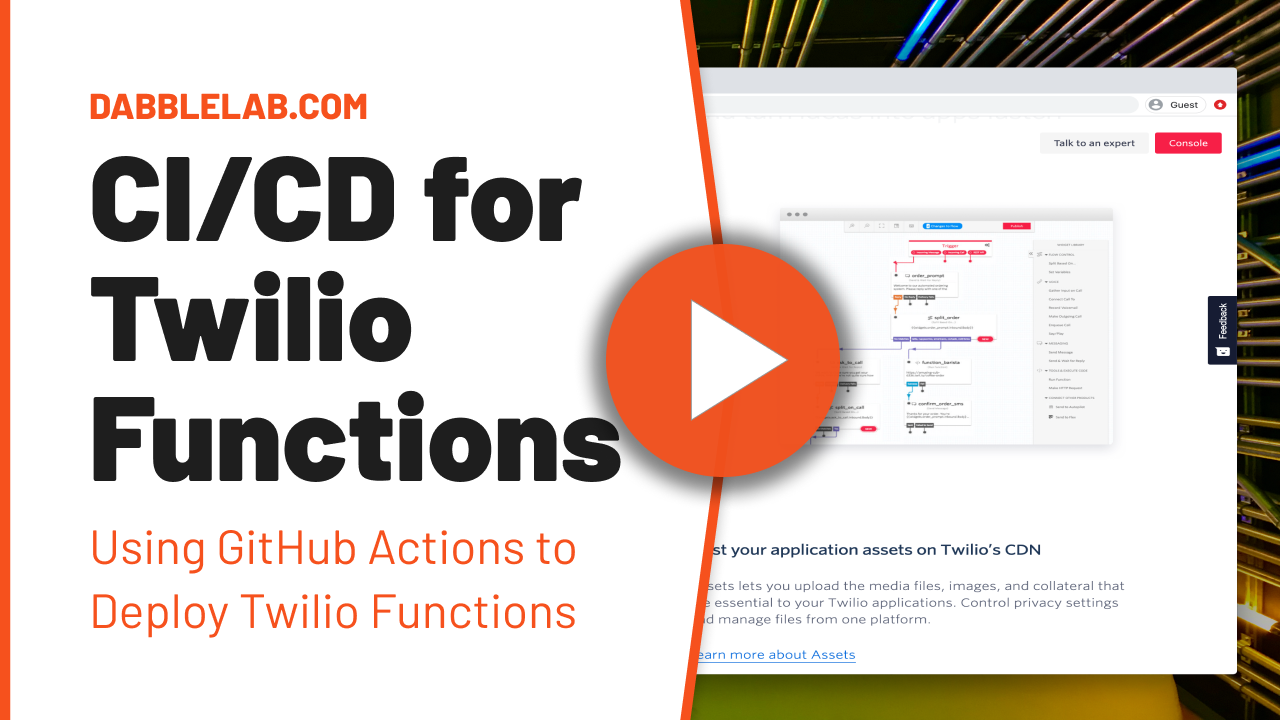 DABBLELAB.COM
CI/CD for
Twilio
Functions
Using GitHub Actions to
Deploy Twilio Functions
Guest
Talk to an expert
Console
Trigger
order_prompt
split_order
function_barista
confirm_order_sms
Feedback
st your application assets on Twilio’s CDN
sets lets you upload the media files, images, and collateral that
e essential to your Twilio applications. Control privacy settings
d manage files from one platform.
earn more about Assets